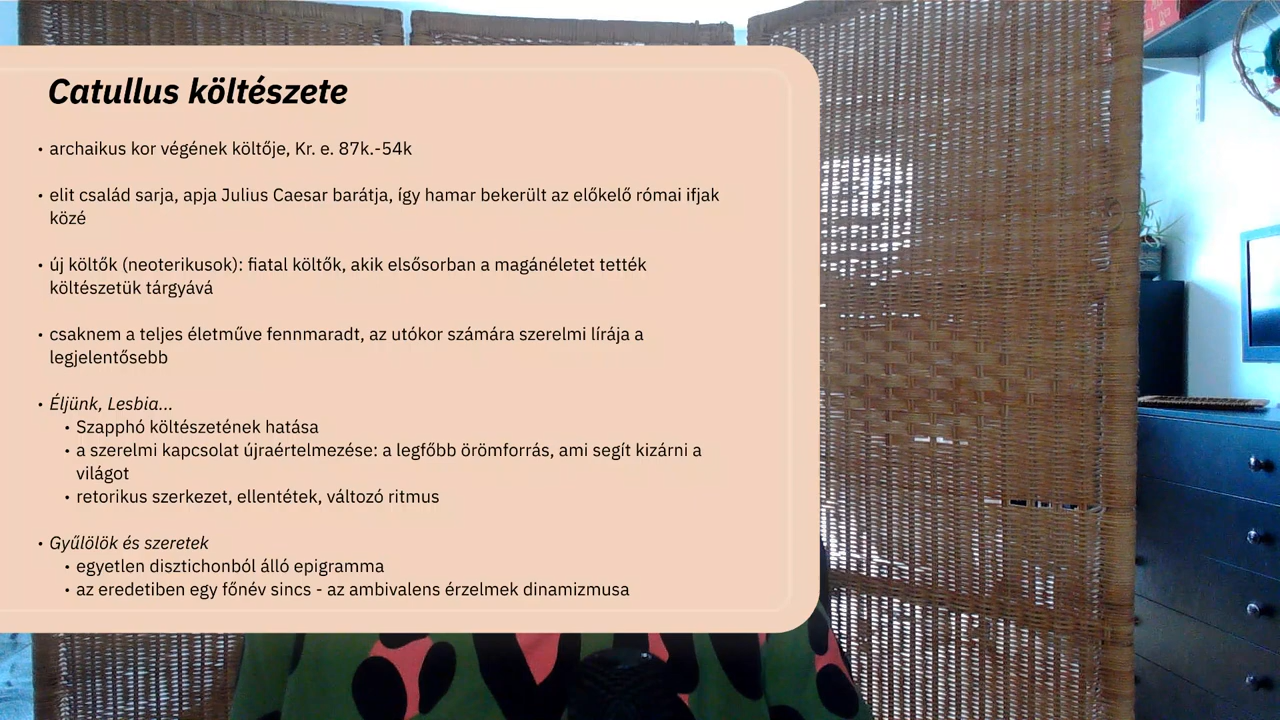 Catullus költészete
• archaikus kor végének költője, Kr. e. 87k.-54k
• elit család sarja, apja Julius Caesar barátja, így hamar bekerült az előkelő római ifjak
közé
• új költők (neoterikusok): fiatal költők, akik elsősorban a magánéletet tették
költészetük tárgyává
• csaknem a teljes életműve fennmaradt, az utókor számára szerelmi lírája a
legjelentősebb
• Éljünk, Lesbia...
• Szapphó költészetének hatása
• a szerelmi kapcsolat újraértelmezése: a legfőbb örömforrás, ami segít kizárni a
világot
• retorikus szerkezet, ellentétek, változó ritmus
• Gyűlölök és szeretek
• egyetlen disztichonból álló epigramma
• az eredetiben egy főnév sincs - az ambivalens érzelmek dinamizmusa